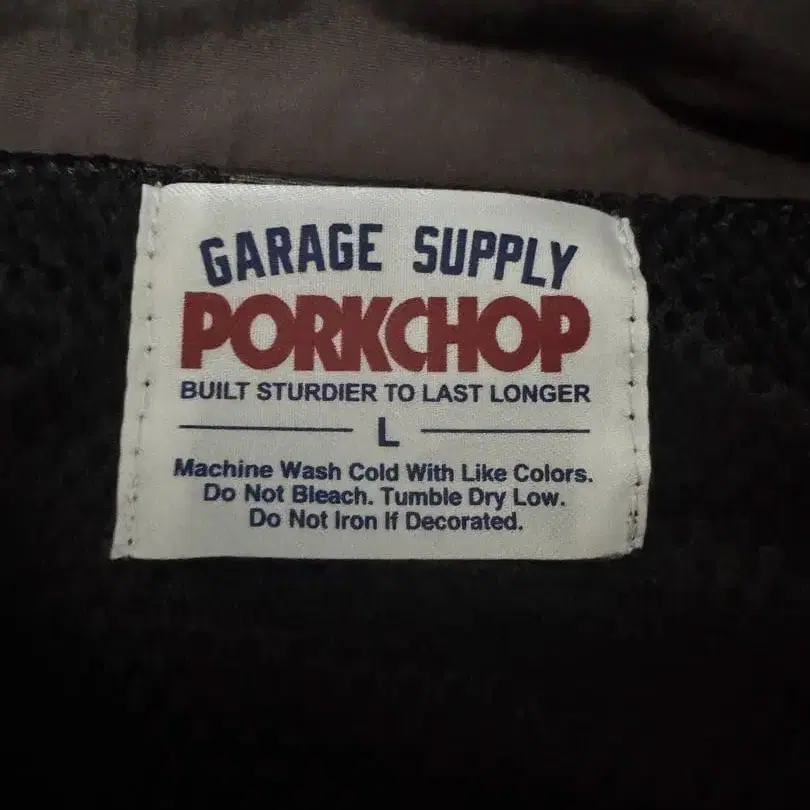 GARAGE SUPPLY
PORKCHOP
BUILT STURDIER TO LAST LONGER
L
Machine Wash Cold With Like Colors.
Do Not Bleach. Tumble Dry Low.
Do Not Iron If Decorated.